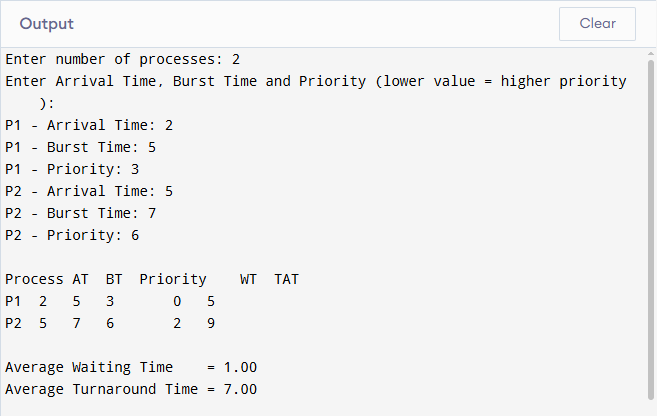 Output
Clear
Enter number of processes: 2
Enter Arrival Time, Burst Time and Priority (lower value = higher priority
):
P1 - Arrival Time: 2
P1 - Burst Time: 5
P1 - Priority: 3
P2 - Arrival Time: 5
P2 - Burst Time: 7
P2 - Priority: 6
Process AT  BT  Priority    WT  TAT
P1  2   5   3       0   5
P2  5   7   6       2   9
Average Waiting Time    = 1.00
Average Turnaround Time = 7.00